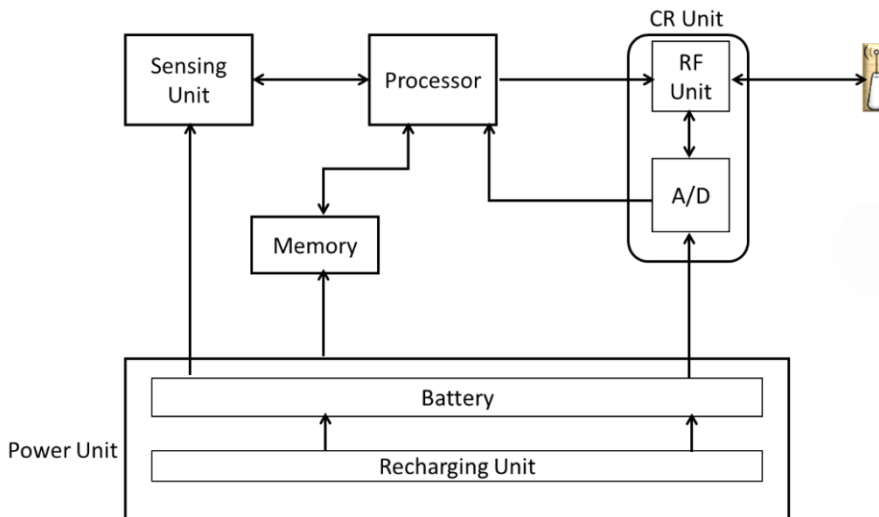 CR Unit
Sensing
Unit
Processor
RF
Unit
A/D
Memory
Battery
Power Unit
Recharging Unit